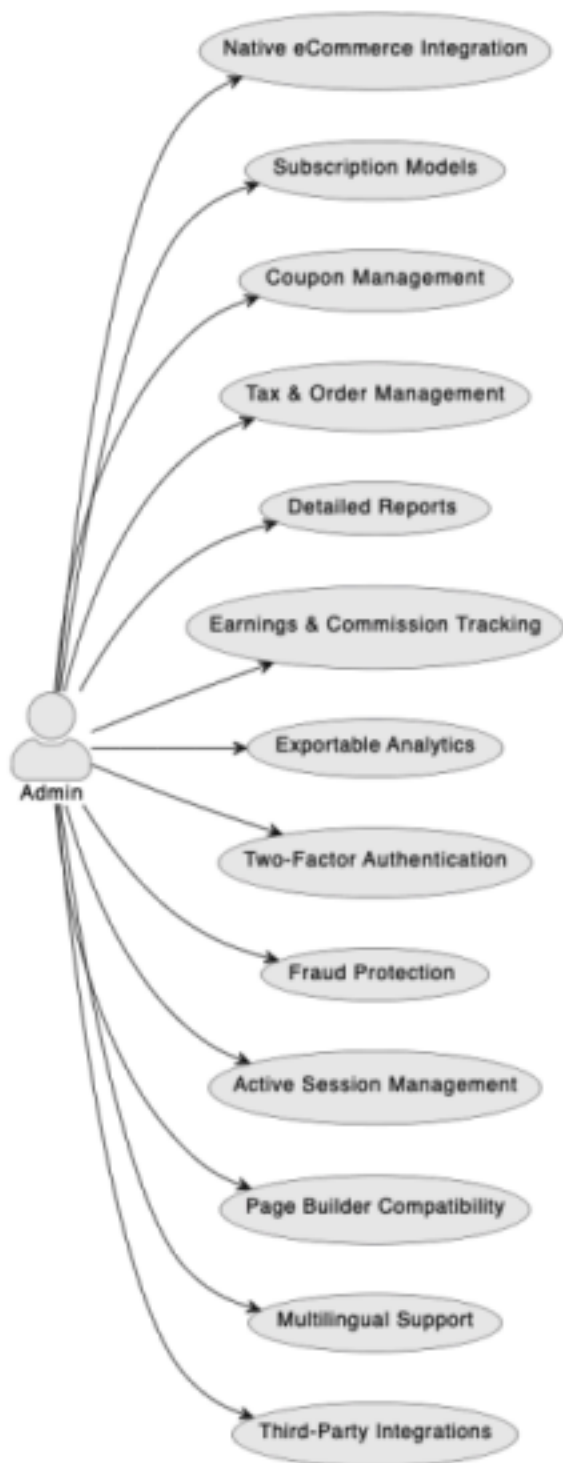 Native eCommerce Integration
Subscription Models
Coupon Management
Tax & Order Management
Detailed Reports
Earnings & Commission Tracking
Exportable Analytics
Admin
Two-Factor Authentication
Fraud Protection
Active Session Management
Page Builder Compatibility
Multilingual Support
Third-Party Integrations